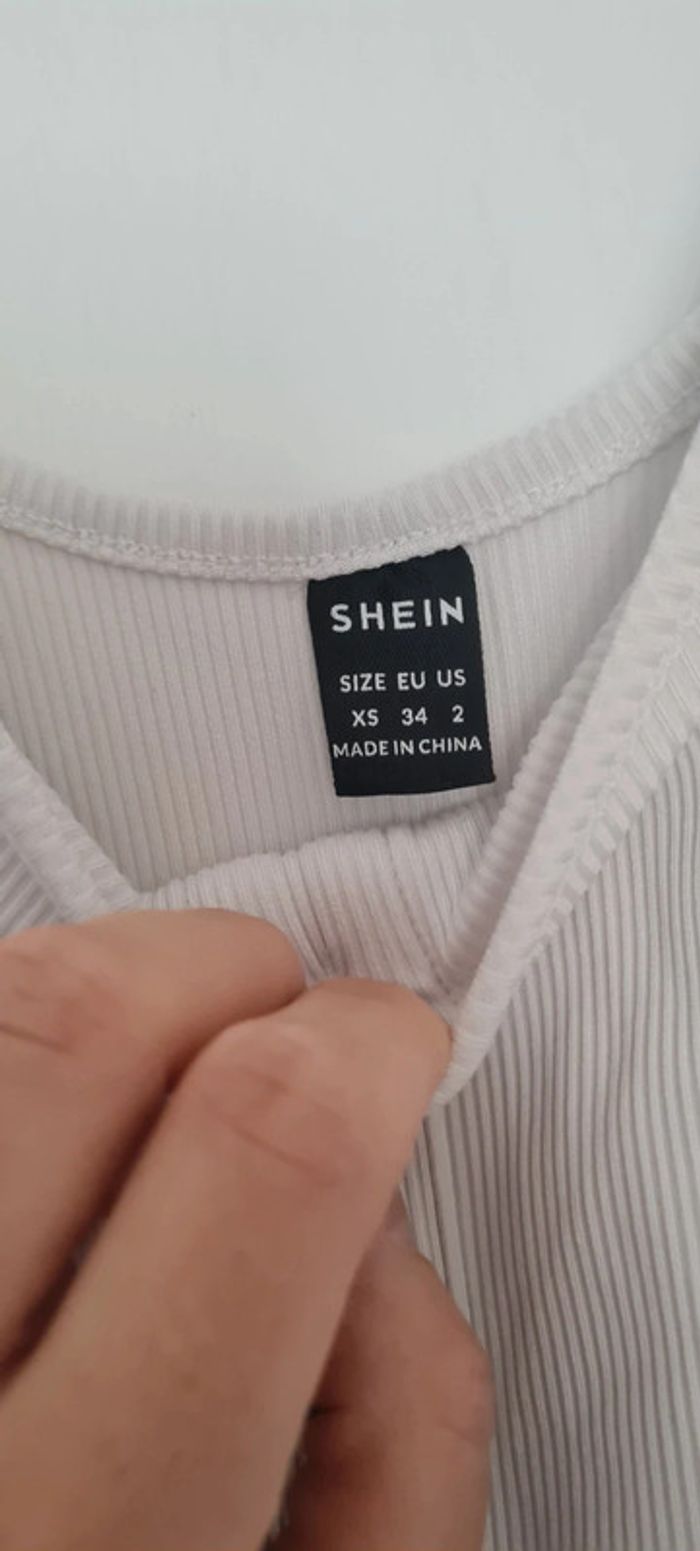 SHEIN
SIZE EU US
XS 34 2
MADE IN CHINA